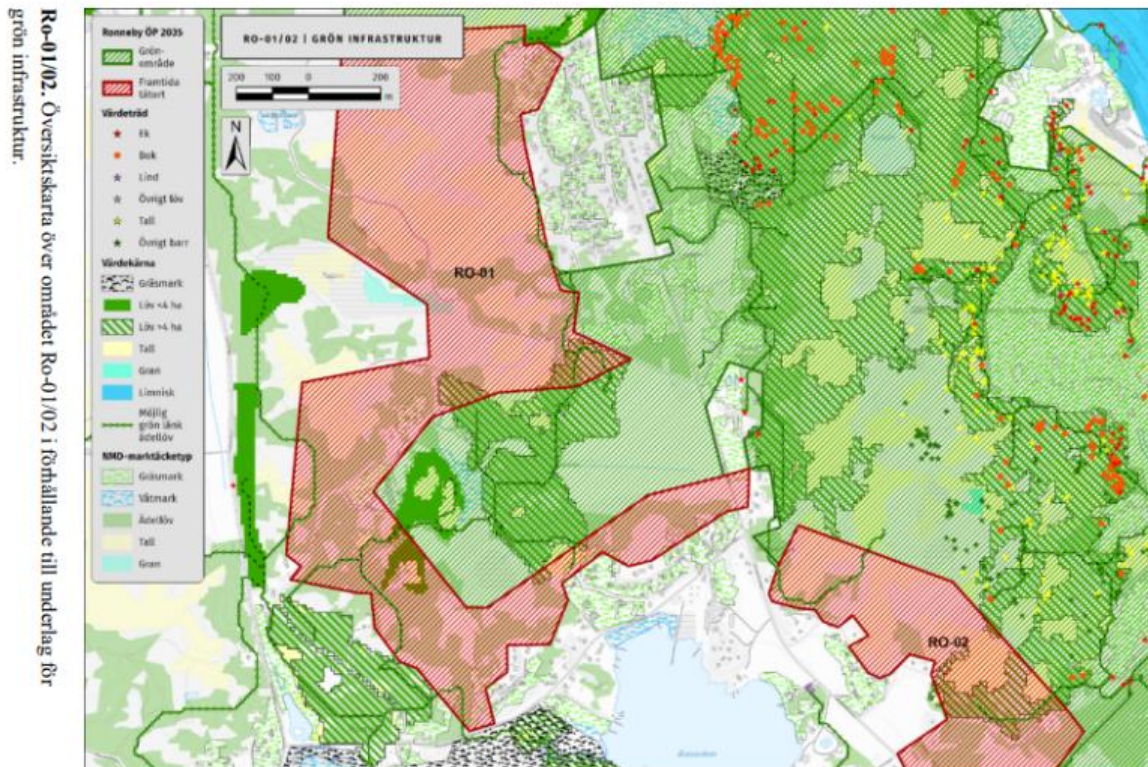 Ro-01/02. Översiktskarta över området Ro-01/02 i förhållande till underlag för
grön infrastruktur.
Ronneby ÖP 2035
Grön-
område
Framtida
tätort
Värdeträd
Ek
Bok
Lind
Övrigt löv
Tall
Övrigt barr
Värdekärna
Gräsmark
Löv <4 ha
Löv >4 ha
Tall
Gran
Limnisk
Möjlig
grön länk
ädellöv
NMD-marktäcketyp
Gräsmark
Våtmark
Ädellöv
Tall
Gran
RO-01/02 | GRÖN INFRASTRUKTUR
200 100 0 200
m
N
RO-01
RO-02